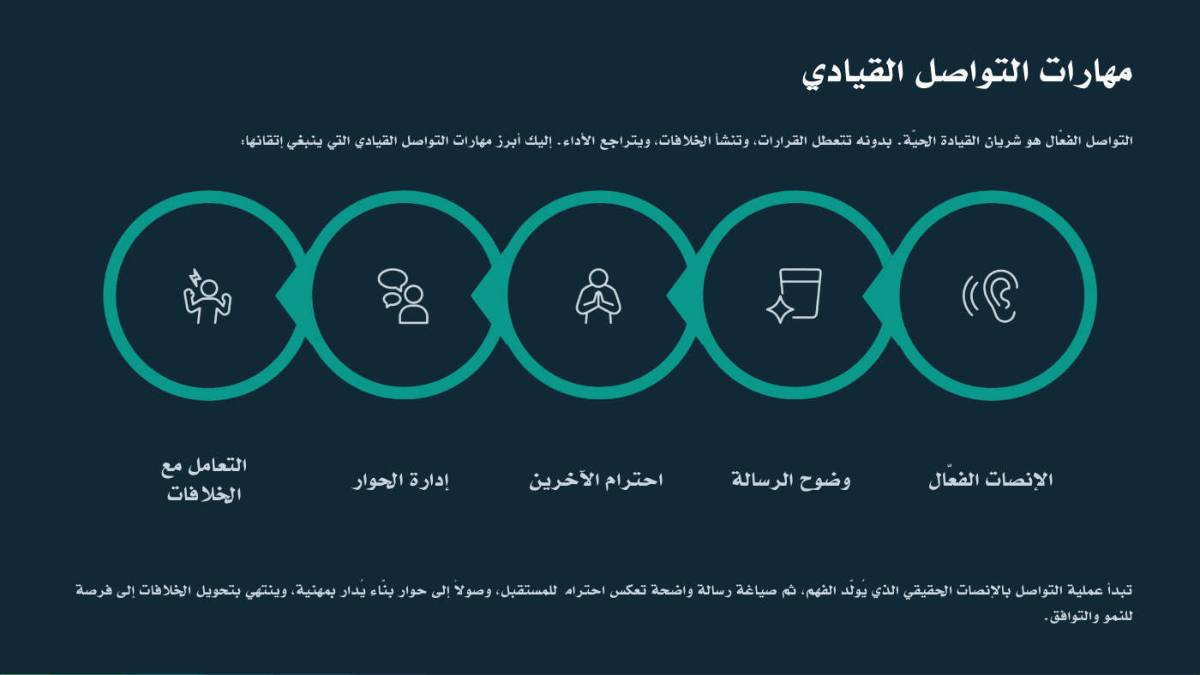 مهارات التواصل القيادي
التواصل الفعّال هو شريان القيادة الحيّة. بدونه تتعطل القرارات، وتنشأ الخلافات، ويتراجع الأداء. إليك أبرز مهارات التواصل القيادي التي ينبغي إتقانها:
الإنصات الفعّال
وضوح الرسالة
احترام الآخرين
إدارة الحوار
التعامل مع
الخلافات
تبدأ عملية التواصل بالإنصات الحقيقي الذي يُولّد الفهم، ثم صياغة رسالة واضحة تعكس احترام للمستقبل، وصولاً إلى حوار بنّاء يُدار بمهنية، وينتهي بتحويل الخلافات إلى فرصة
للنمو والتوافق.